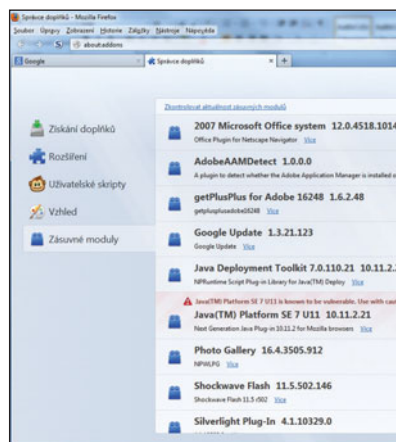 Správce doplňků - Mozilla Firefox
Soubor Úpravy Zobrazení Historie Záložky Nástroje Nápověda
about:addons
Google
Správce doplňků × +
Zkontrolovat aktuálnost zásuvných modulů
Získání doplňků
Rozšíření
Uživatelské skripty
Vzhled
Zásuvné moduly
2007 Microsoft Office system 12.0.4518.1014
Office Plugin for Netscape Navigator Více
AdobeAAMDetect 1.0.0.0
A plugin to detect whether the Adobe Application Manager is installed o
getPlusPlus for Adobe 16248 1.6.2.48
getplusplusadobe16248 Více
Google Update 1.3.21.123
Google Update Více
Java Deployment Toolkit 7.0.110.21 10.11.2.
NPRuntime Script Plug-in Library for Java(TM) Deploy Více
Java(TM) Platform SE 7 U11 is known to be vulnerable. Use with caut
Java(TM) Platform SE 7 U11 10.11.2.21
Next Generation Java Plug-in 10.11.2 for Mozilla browsers Více
Photo Gallery 16.4.3505.912
NPWLPG Více
Shockwave Flash 11.5.502.146
Shockwave Flash 11.5 r502 Více
Silverlight Plug-In 4.1.10329.0